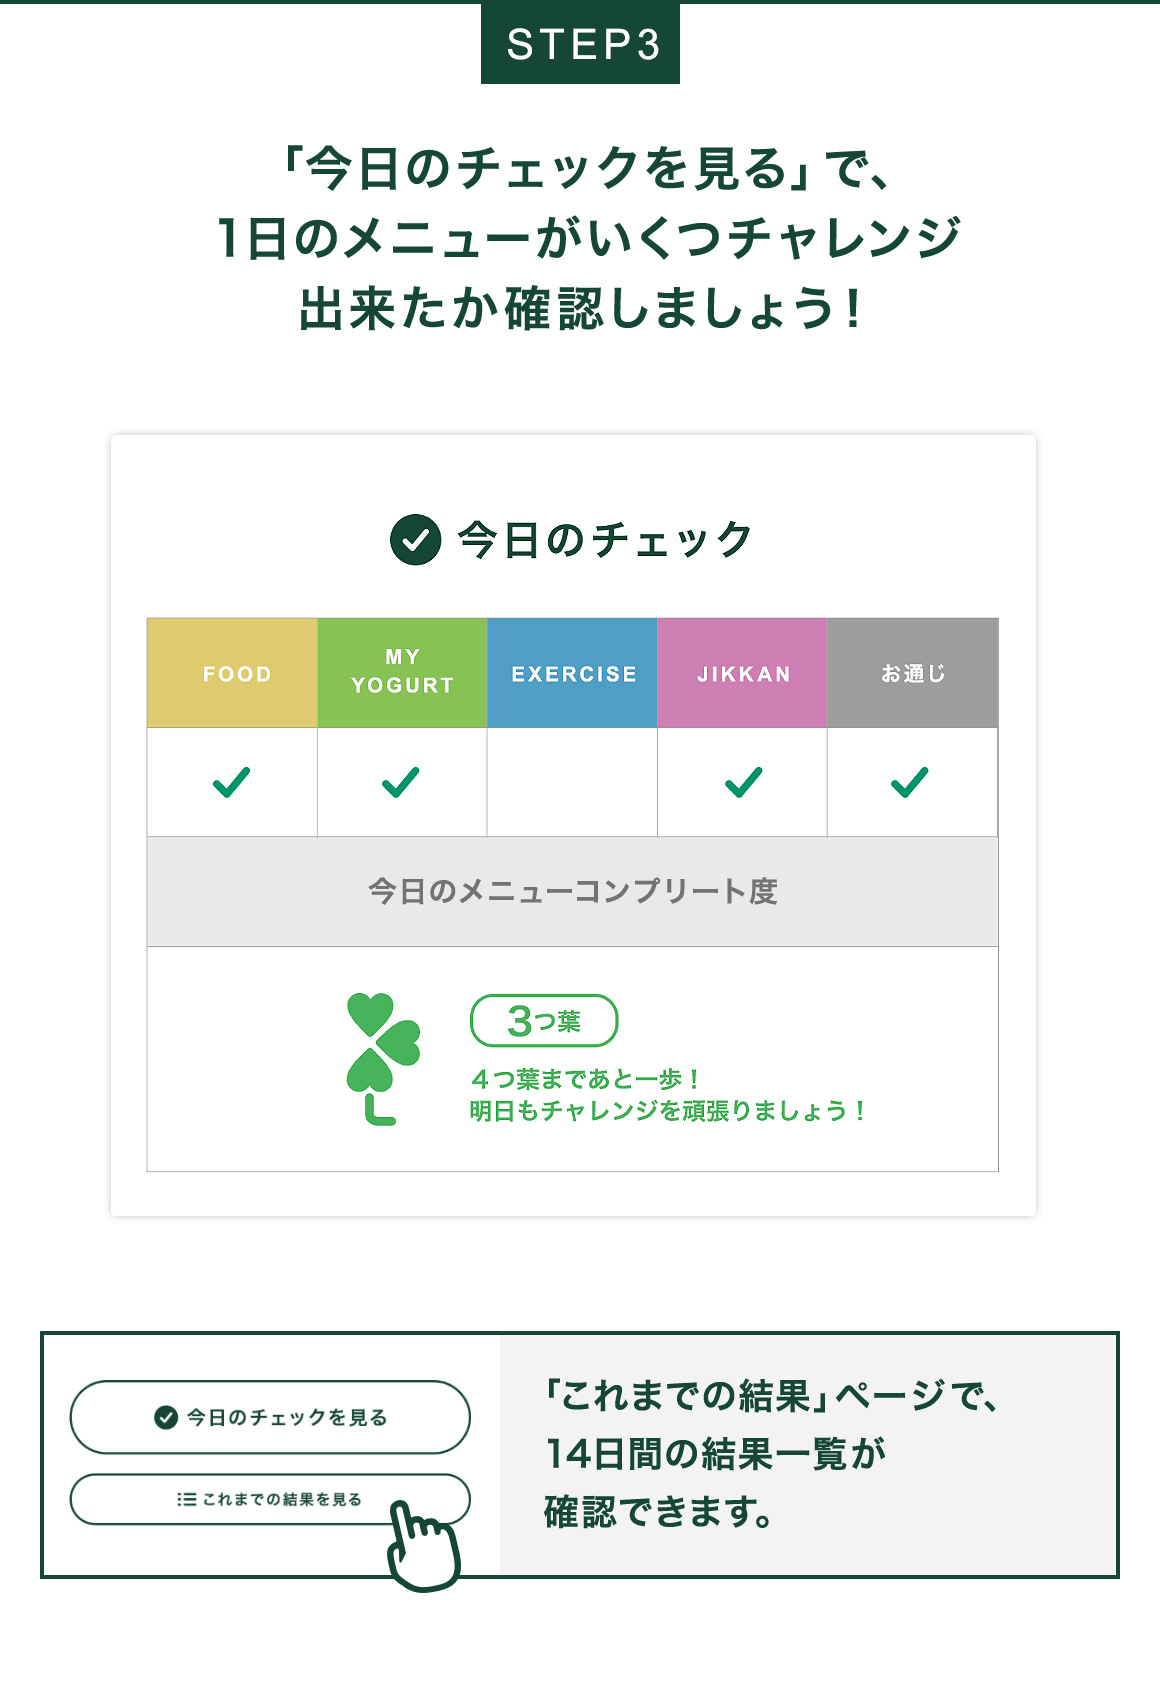 STEP3
「今日のチェックを見る」で、
1日のメニューがいくつチャレンジ
出来たか確認しましょう！
今日のチェック
FOOD
MY
YOGURT
EXERCISE
JIKKAN
お通じ
今日のメニューコンプリート度
3つ葉
４つ葉まであと一歩！
明日もチャレンジを頑張りましょう！
今日のチェックを見る
これまでの結果を見る
「これまでの結果」ページで、
14日間の結果一覧が
確認できます。